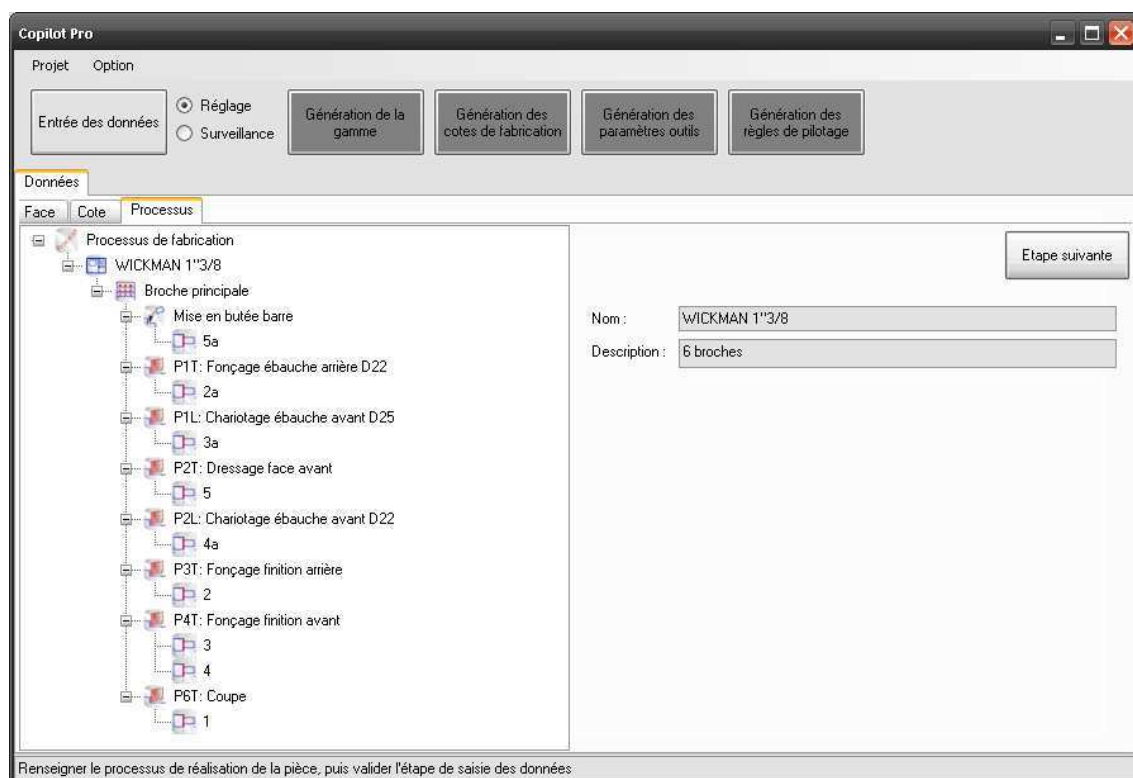 Copilot Pro
Projet Option
Entrée des données
Réglage
Surveillance
Génération de la
gamme
Génération des
cotes de fabrication
Génération des
paramètres outils
Génération des
règles de pilotage
Données
Face Cote Processus
Processus de fabrication
WICKMAN 1"3/8
Broche principale
Mise en butée barre
5a
P1T: Fonçage ébauche arrière D22
2a
P1L: Chariotage ébauche avant D25
3a
P2T: Dressage face avant
5
P2L: Chariotage ébauche avant D22
4a
P3T: Fonçage finition arrière
2
P4T: Fonçage finition avant
3
4
P6T: Coupe
1
Etape suivante
Nom : WICKMAN 1"3/8
Description : 6 broches
Renseigner le processus de réalisation de la pièce, puis valider l'étape de saisie des données